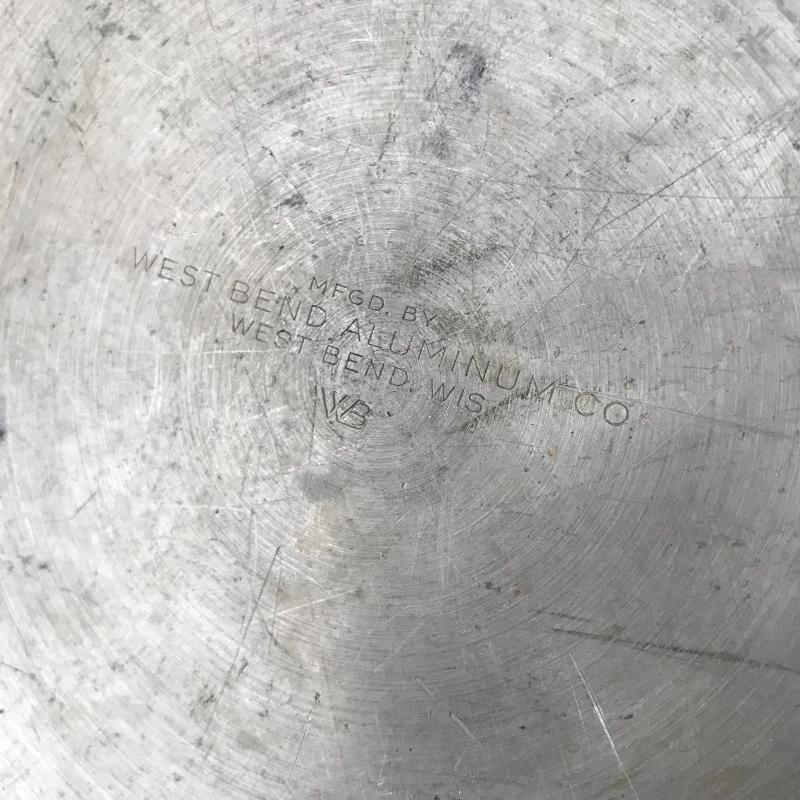 MFGD. BY
WEST BEND ALUMINUM CO.
WEST BEND, WIS.
WB